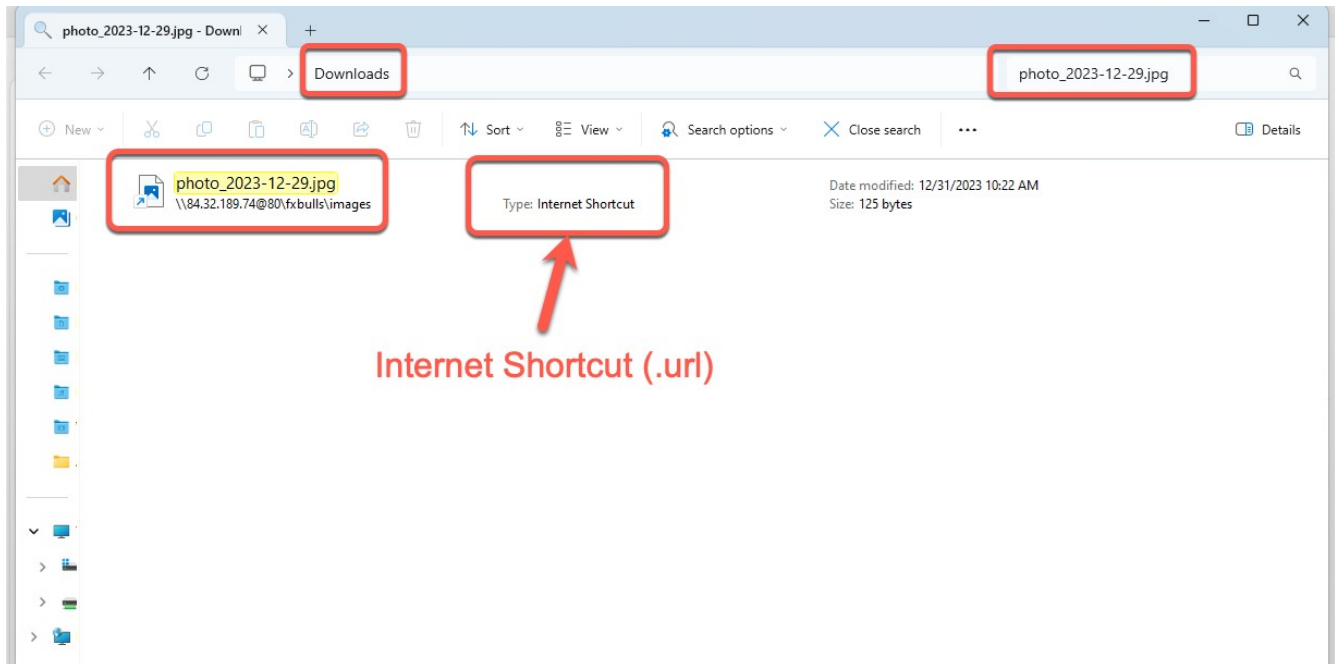 photo_2023-12-29.jpg - Downl
Downloads
photo_2023-12-29.jpg
New
Sort
View
Search options
Close search
Details
photo_2023-12-29.jpg
\\84.32.189.74@80\fxbulls\images
Type: Internet Shortcut
Date modified: 12/31/2023 10:22 AM
Size: 125 bytes
Internet Shortcut (.url)